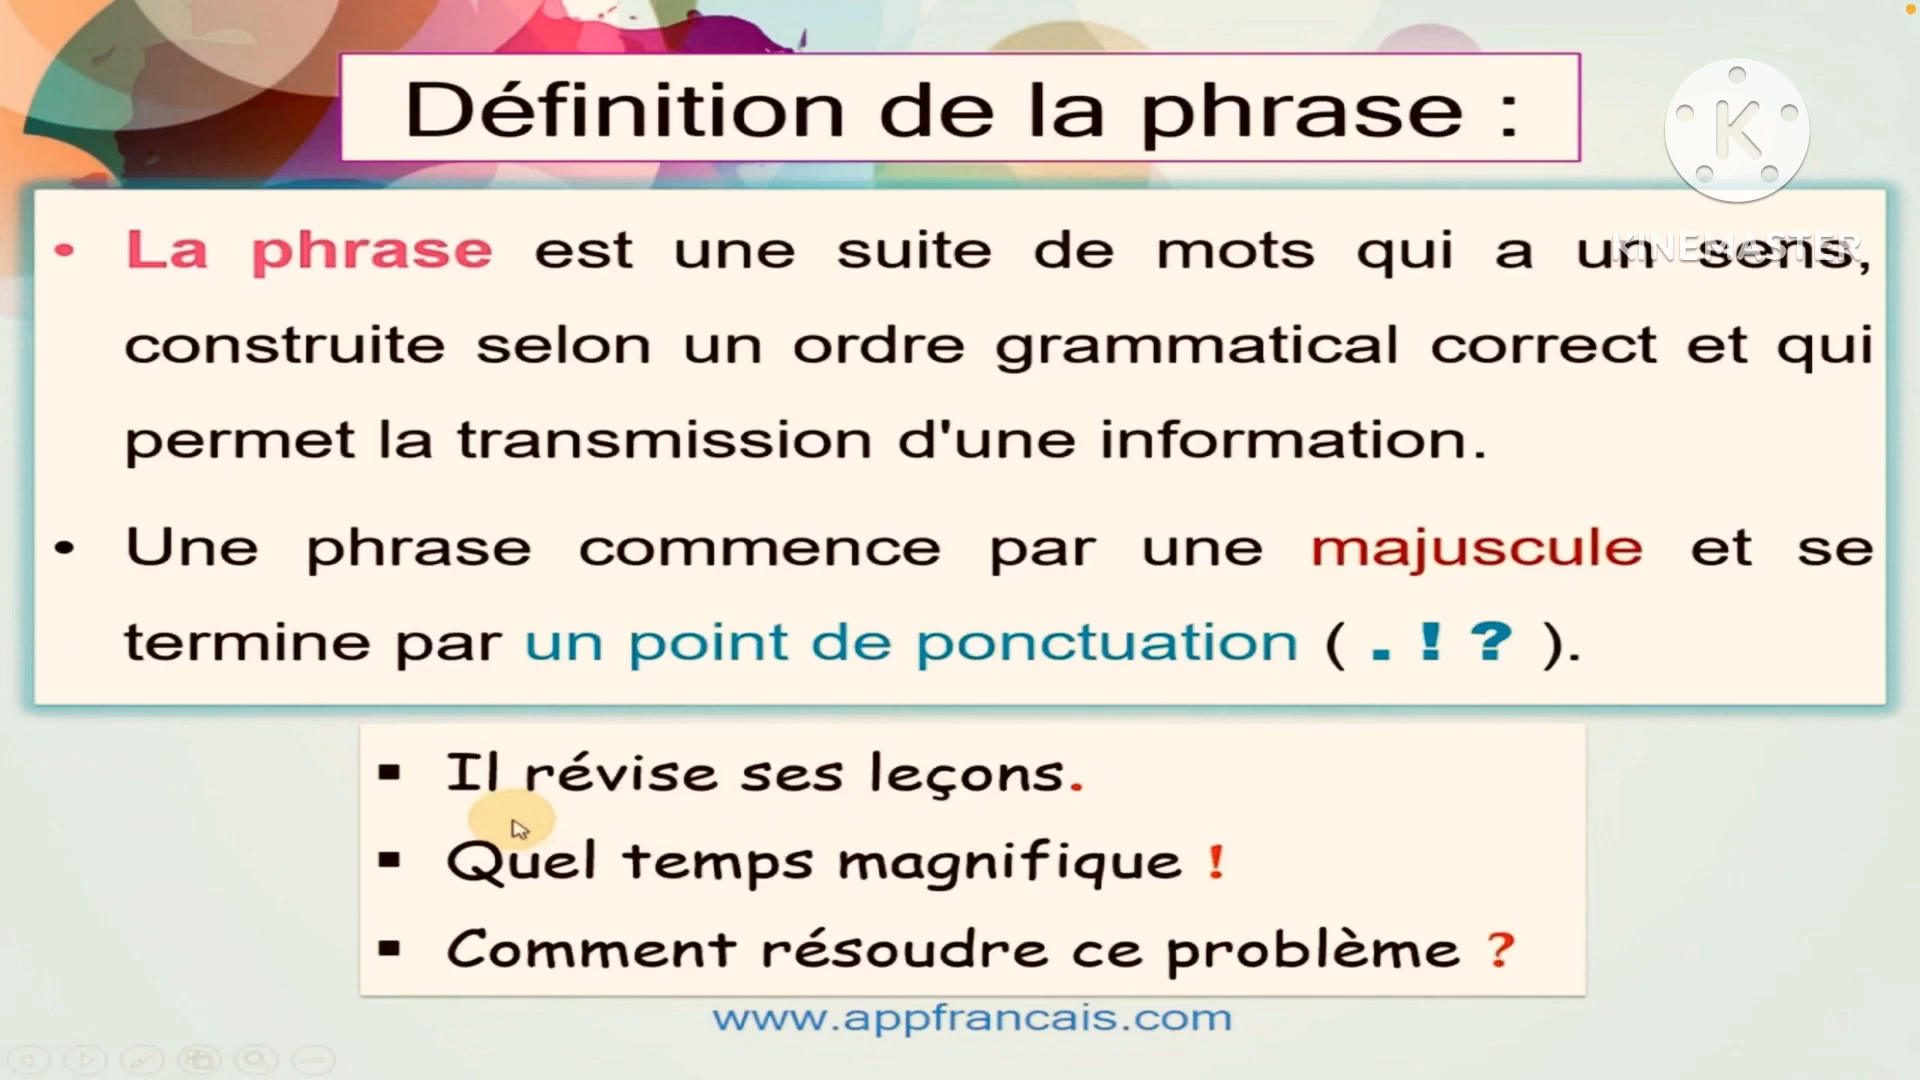 Définition de la phrase :
K
KINEMASTER
• La phrase est une suite de mots qui a un sens,
construite selon un ordre grammatical correct et qui
permet la transmission d'une information.
• Une phrase commence par une majuscule et se
termine par un point de ponctuation ( . ! ? ).
▪ Il révise ses leçons.
▪ Quel temps magnifique !
▪ Comment résoudre ce problème ?
www.appfrancais.com